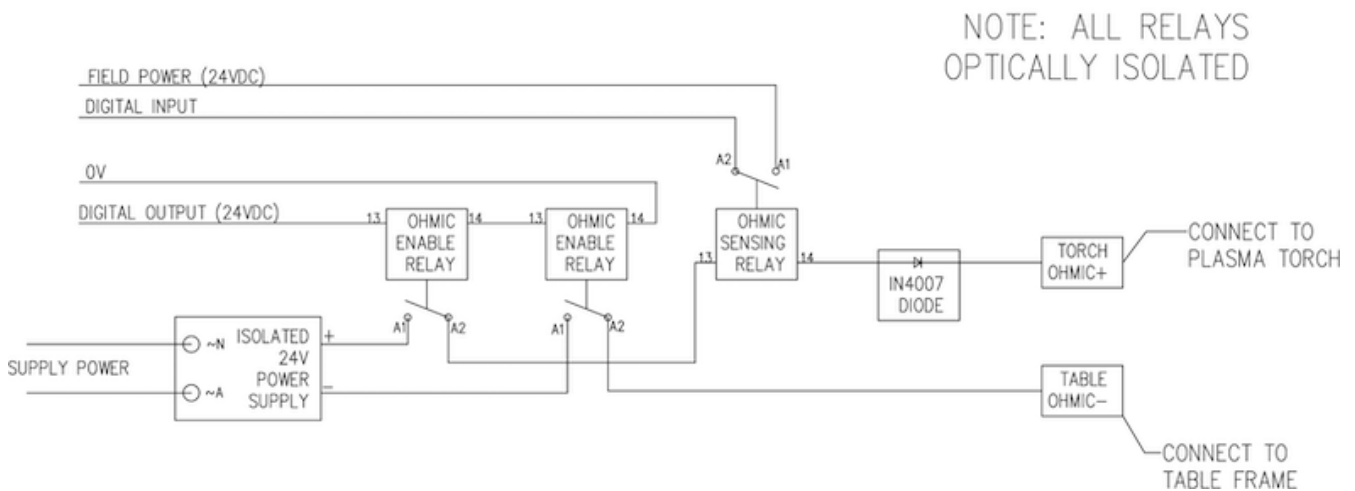 NOTE: ALL RELAYS
OPTICALLY ISOLATED
FIELD POWER (24VDC)
DIGITAL INPUT
A2
A1
0V
DIGITAL OUTPUT (24VDC)
13
OHMIC
ENABLE
RELAY
14
13
OHMIC
ENABLE
RELAY
14
OHMIC
SENSING
RELAY
13
14
IN4007
DIODE
TORCH
OHMIC+
CONNECT TO
PLASMA TORCH
A1
A2
A1
A2
SUPPLY POWER
~N
~A
ISOLATED
24V
POWER
SUPPLY
+
-
TABLE
OHMIC-
CONNECT TO
TABLE FRAME